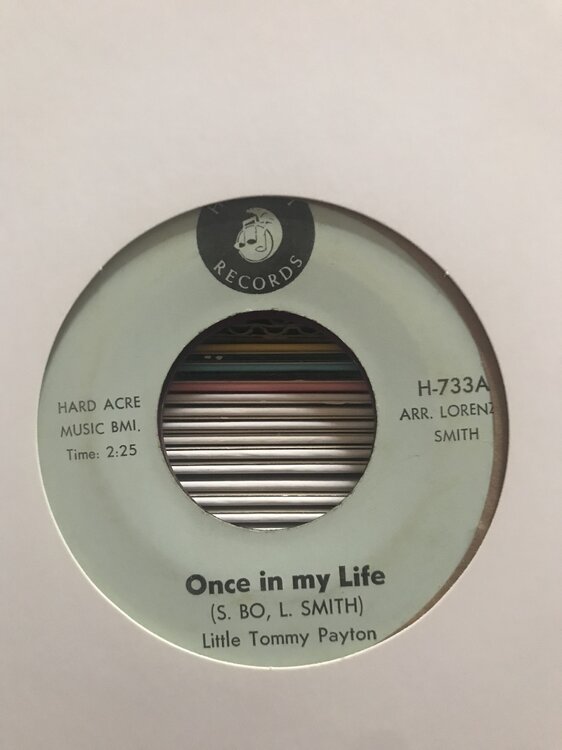 RECORDS
HARD ACRE
MUSIC BMI.
Time: 2:25
H-733A
ARR. LORENZ
SMITH
Once in my Life
(S. BO, L. SMITH)
Little Tommy Payton